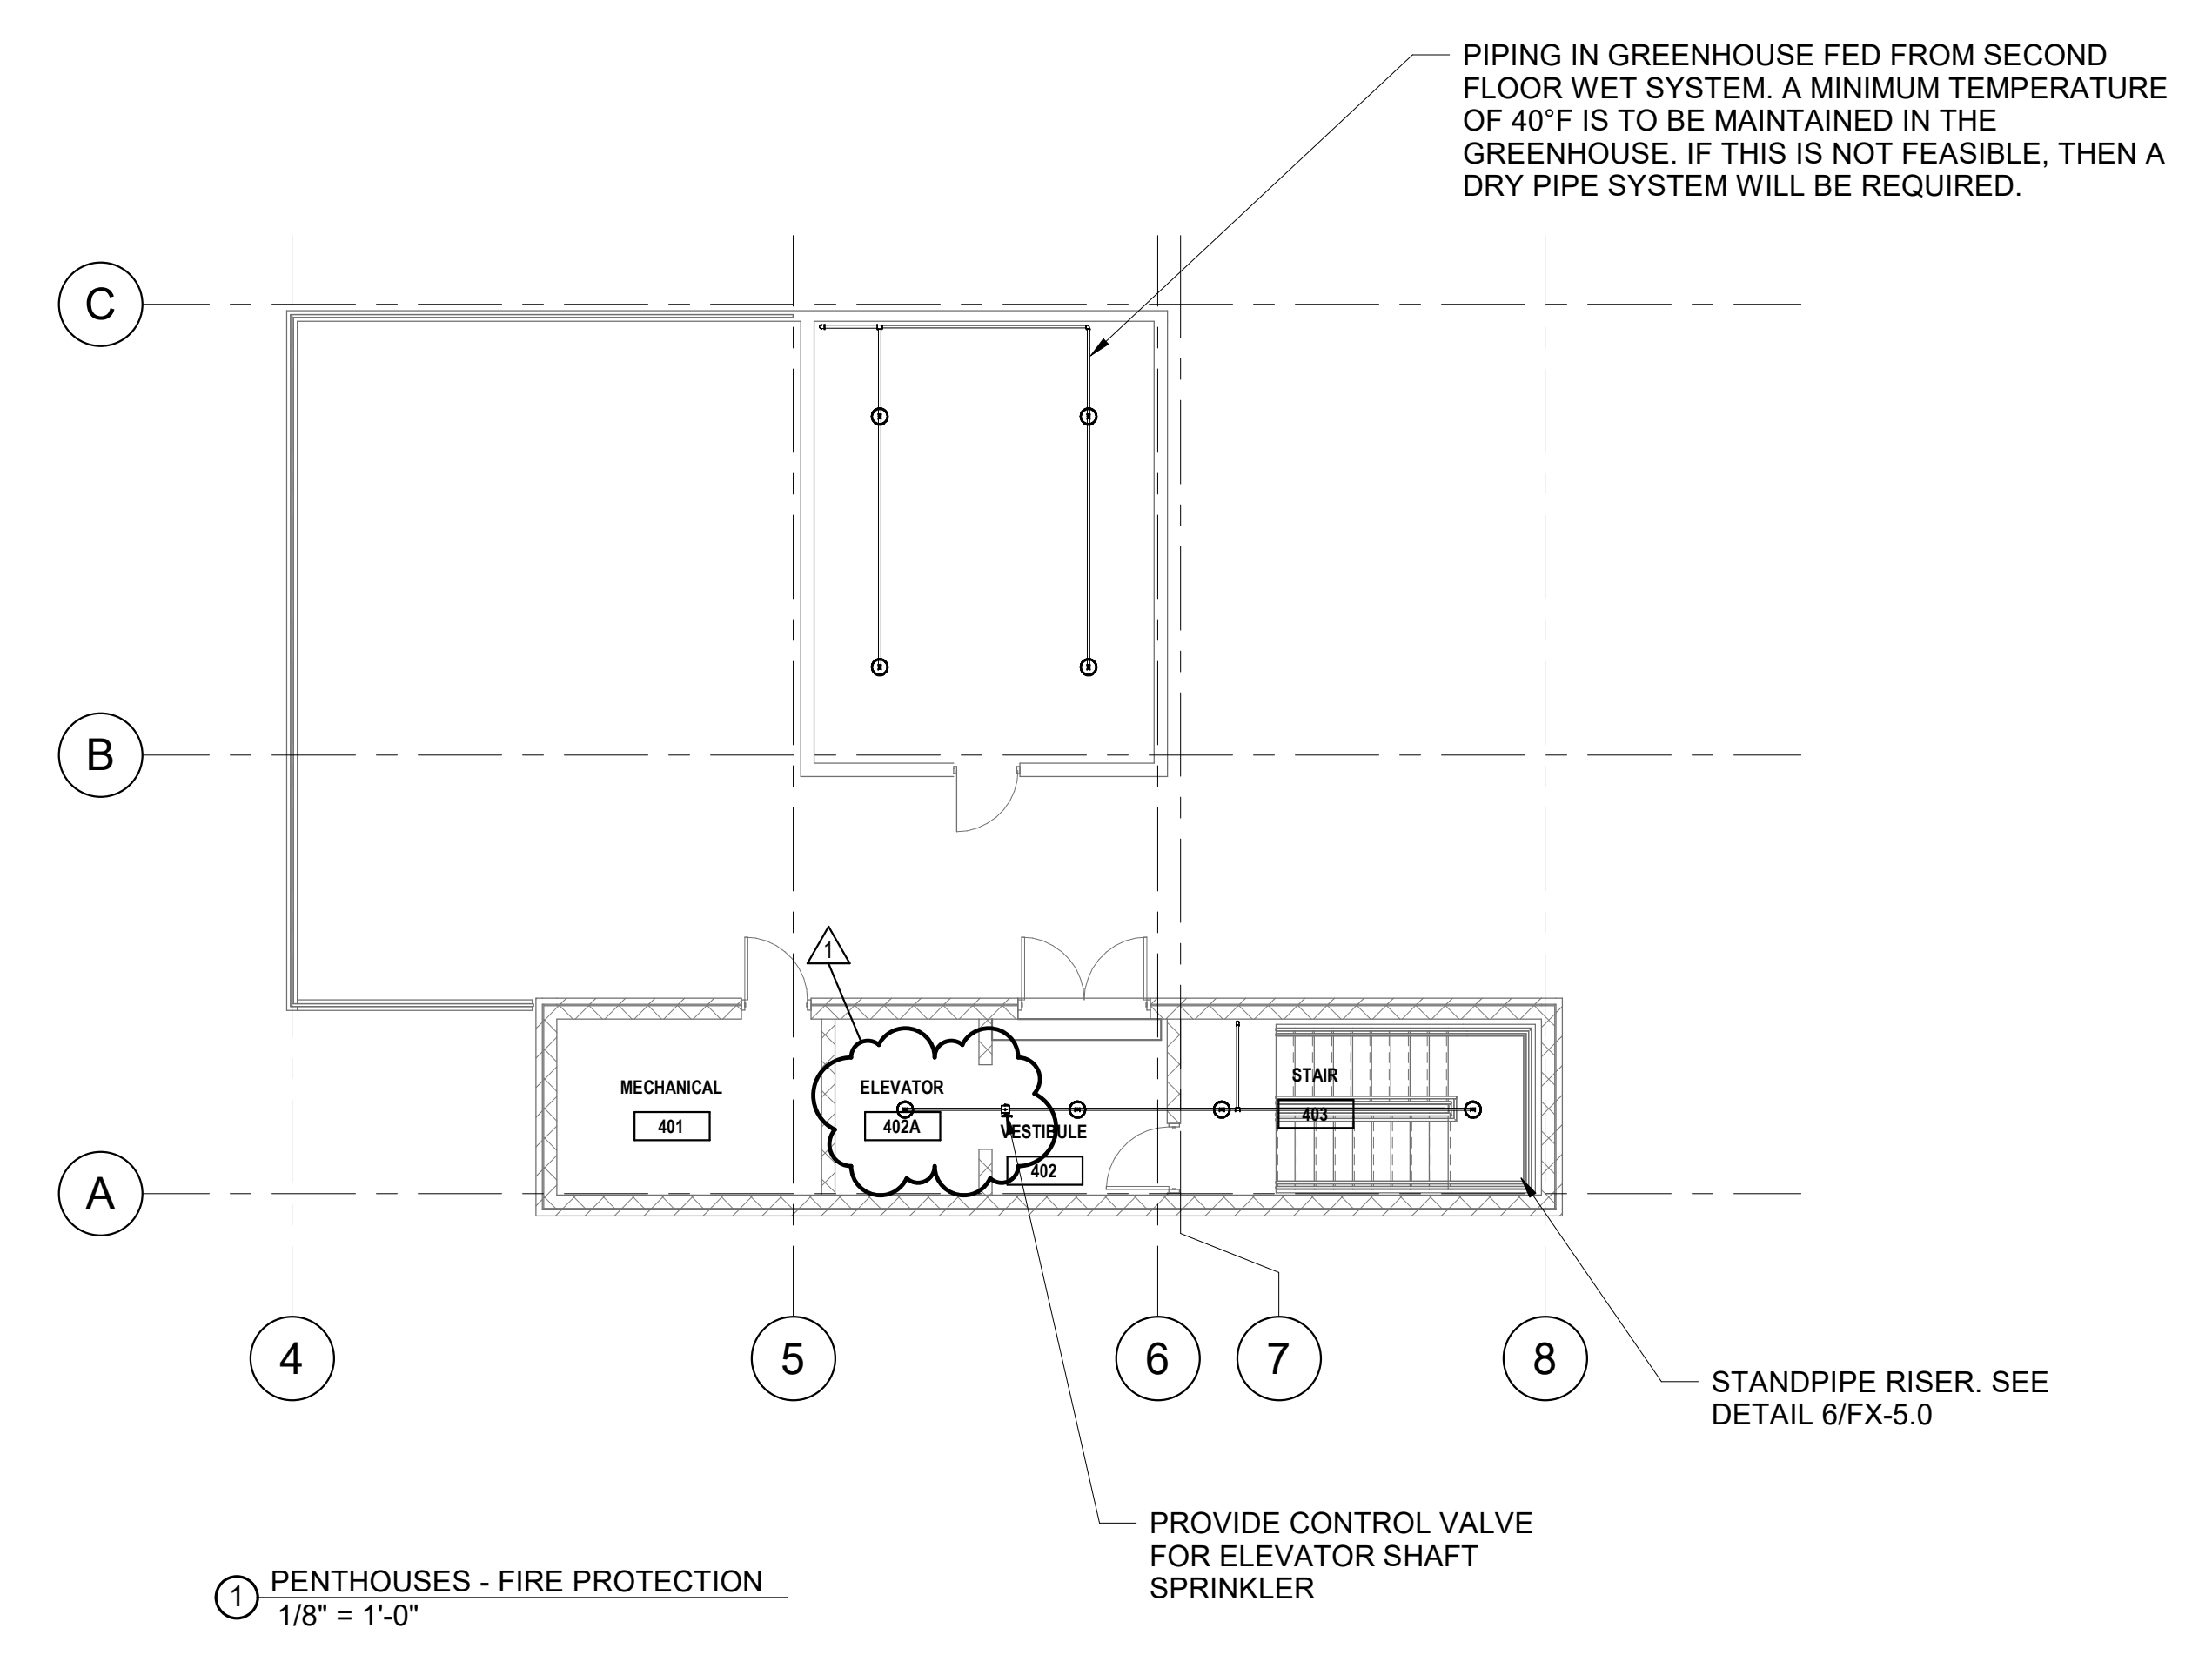 PIPING IN GREENHOUSE FED FROM SECOND
FLOOR WET SYSTEM. A MINIMUM TEMPERATURE
OF 40°F IS TO BE MAINTAINED IN THE
GREENHOUSE. IF THIS IS NOT FEASIBLE, THEN A
DRY PIPE SYSTEM WILL BE REQUIRED.
C
B
1
MECHANICAL
401
ELEVATOR
402A
VESTIBULE
402
STAIR
403
A
4
5
6
7
8
STANDPIPE RISER. SEE
DETAIL 6/FX-5.0
PROVIDE CONTROL VALVE
FOR ELEVATOR SHAFT
SPRINKLER
1
PENTHOUSES - FIRE PROTECTION
1/8" = 1'-0"